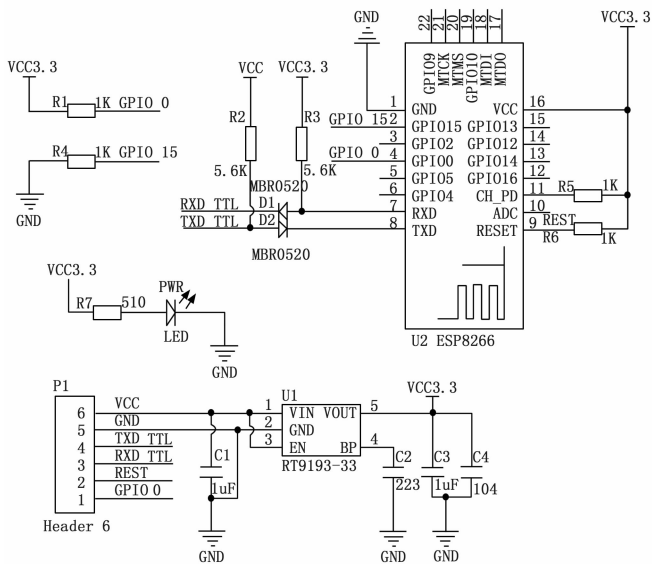 GND
22
21
20
19
18
17
VCC3.3
GPIO9
MTCK
MTMS
GPIO10
MTDI
MTDO
VCC3.3
R1 1K GPIO 0
R4 1K GPIO 15
GND
VCC
VCC3.3
R2
R3
5.6K
5.6K
MBR0520
RXD TTL D1
TXD TTL D2
MBR0520
GPIO 15
GPIO 0
1 GND
2 GPIO15
3 GPIO2
4 GPIO0
5 GPIO5
6 GPIO4
7 RXD
8 TXD
VCC 16
GPIO13 15
GPIO12 14
GPIO14 13
GPIO16 12
CH_PD 11
ADC 10
RESET 9
R5 1K
REST
R6 1K
U2 ESP8266
VCC3.3
R7 510
PWR
LED
GND
P1
6 VCC
5 GND
4 TXD TTL
3 RXD TTL
2 REST
1 GPIO 0
Header 6
C1
1uF
GND
U1
1 VIN VOUT 5
2 GND
3 EN BP 4
RT9193-33
VCC3.3
C2
223
GND
C3
1uF
C4
104
GND